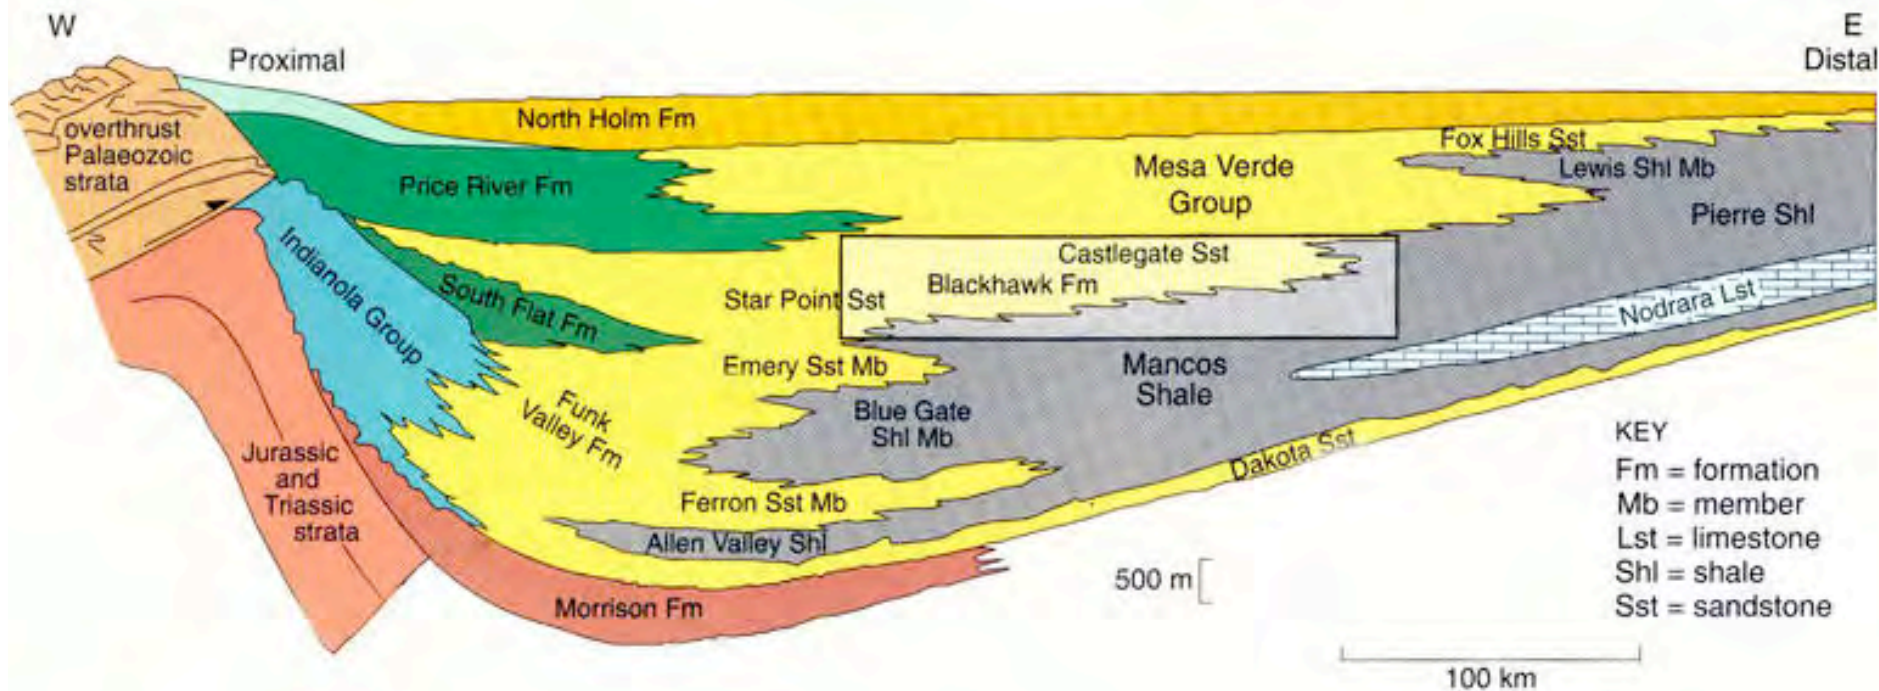 W
E
Proximal
Distal
overthrust
Palaeozoic
strata
North Holm Fm
Fox Hills Sst
Lewis Shl Mb
Mesa Verde
Group
Price River Fm
Pierre Shl
Indianola Group
Castlegate Sst
Blackhawk Fm
South Flat Fm
Star Point Sst
Nodrara Lst
Emery Sst Mb
Mancos
Shale
Funk
Valley Fm
Blue Gate
Shl Mb
Dakota Sst
Jurassic
and
Triassic
strata
Ferron Sst Mb
Allen Valley Shl
Morrison Fm
500 m
100 km
KEY
Fm = formation
Mb = member
Lst = limestone
Shl = shale
Sst = sandstone